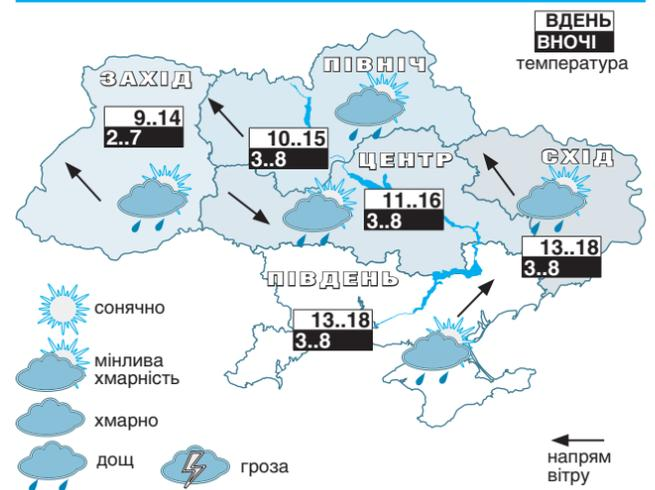 ВДЕНЬ
ВНОЧІ
температура
ЗАХІД
9..14
2..7
ПІВНІЧ
10..15
3..8
ЦЕНТР
11..16
3..8
СХІД
13..18
3..8
ПІВДЕНЬ
13..18
3..8
сонячно
мінлива
хмарність
хмарно
дощ
гроза
напрям
вітру